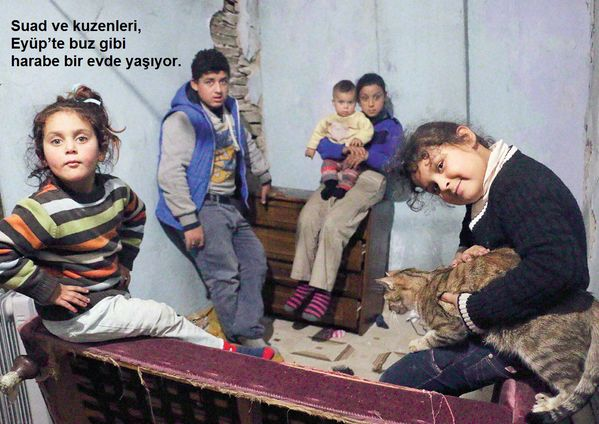 Suad ve kuzenleri,
Eyüp’te buz gibi
harabe bir evde yaşıyor.